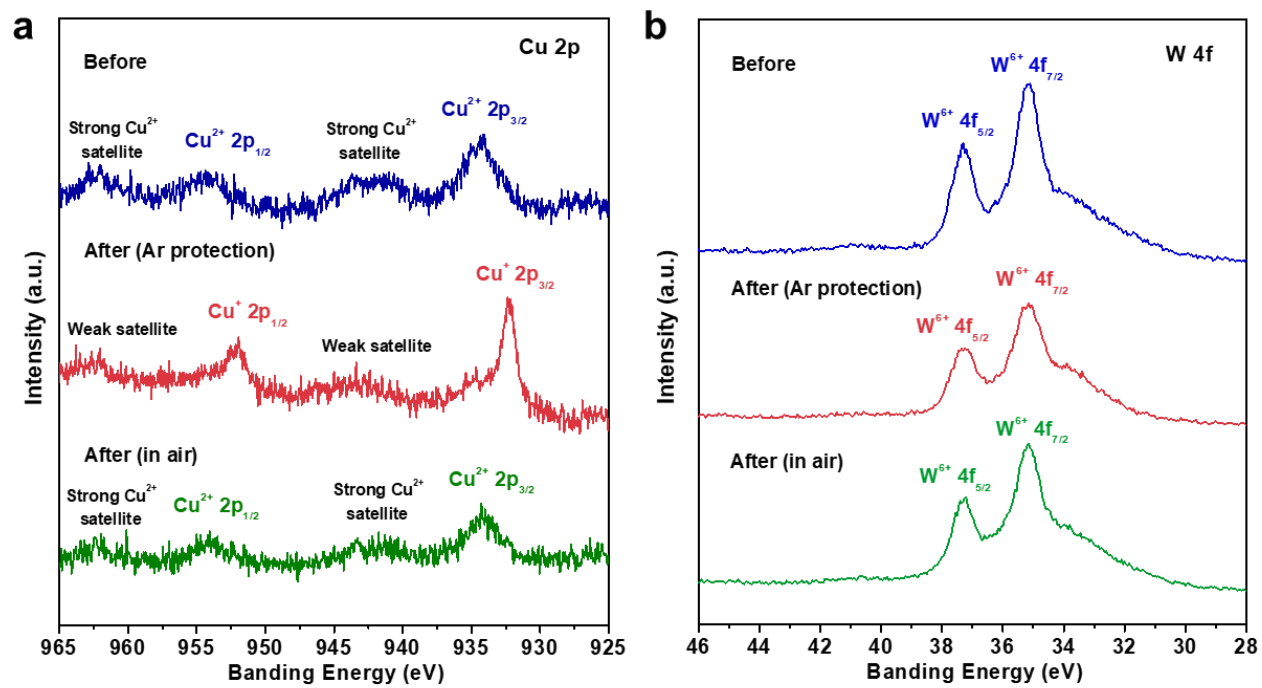 a
Cu 2p
Before
Strong Cu²⁺
satellite
Cu²⁺ 2p₁/₂
Strong Cu²⁺
satellite
Cu²⁺ 2p₃/₂
After (Ar protection)
Weak satellite
Cu⁺ 2p₁/₂
Weak satellite
Cu⁺ 2p₃/₂
After (in air)
Strong Cu²⁺
satellite
Cu²⁺ 2p₁/₂
Strong Cu²⁺
satellite
Cu²⁺ 2p₃/₂
Intensity (a.u.)
965 960 955 950 945 940 935 930 925
Banding Energy (eV)
b
W 4f
Before
W⁶⁺ 4f₅/₂
W⁶⁺ 4f₇/₂
After (Ar protection)
W⁶⁺ 4f₅/₂
W⁶⁺ 4f₇/₂
After (in air)
W⁶⁺ 4f₅/₂
W⁶⁺ 4f₇/₂
Intensity (a.u.)
46 44 42 40 38 36 34 32 30 28
Banding Energy (eV)